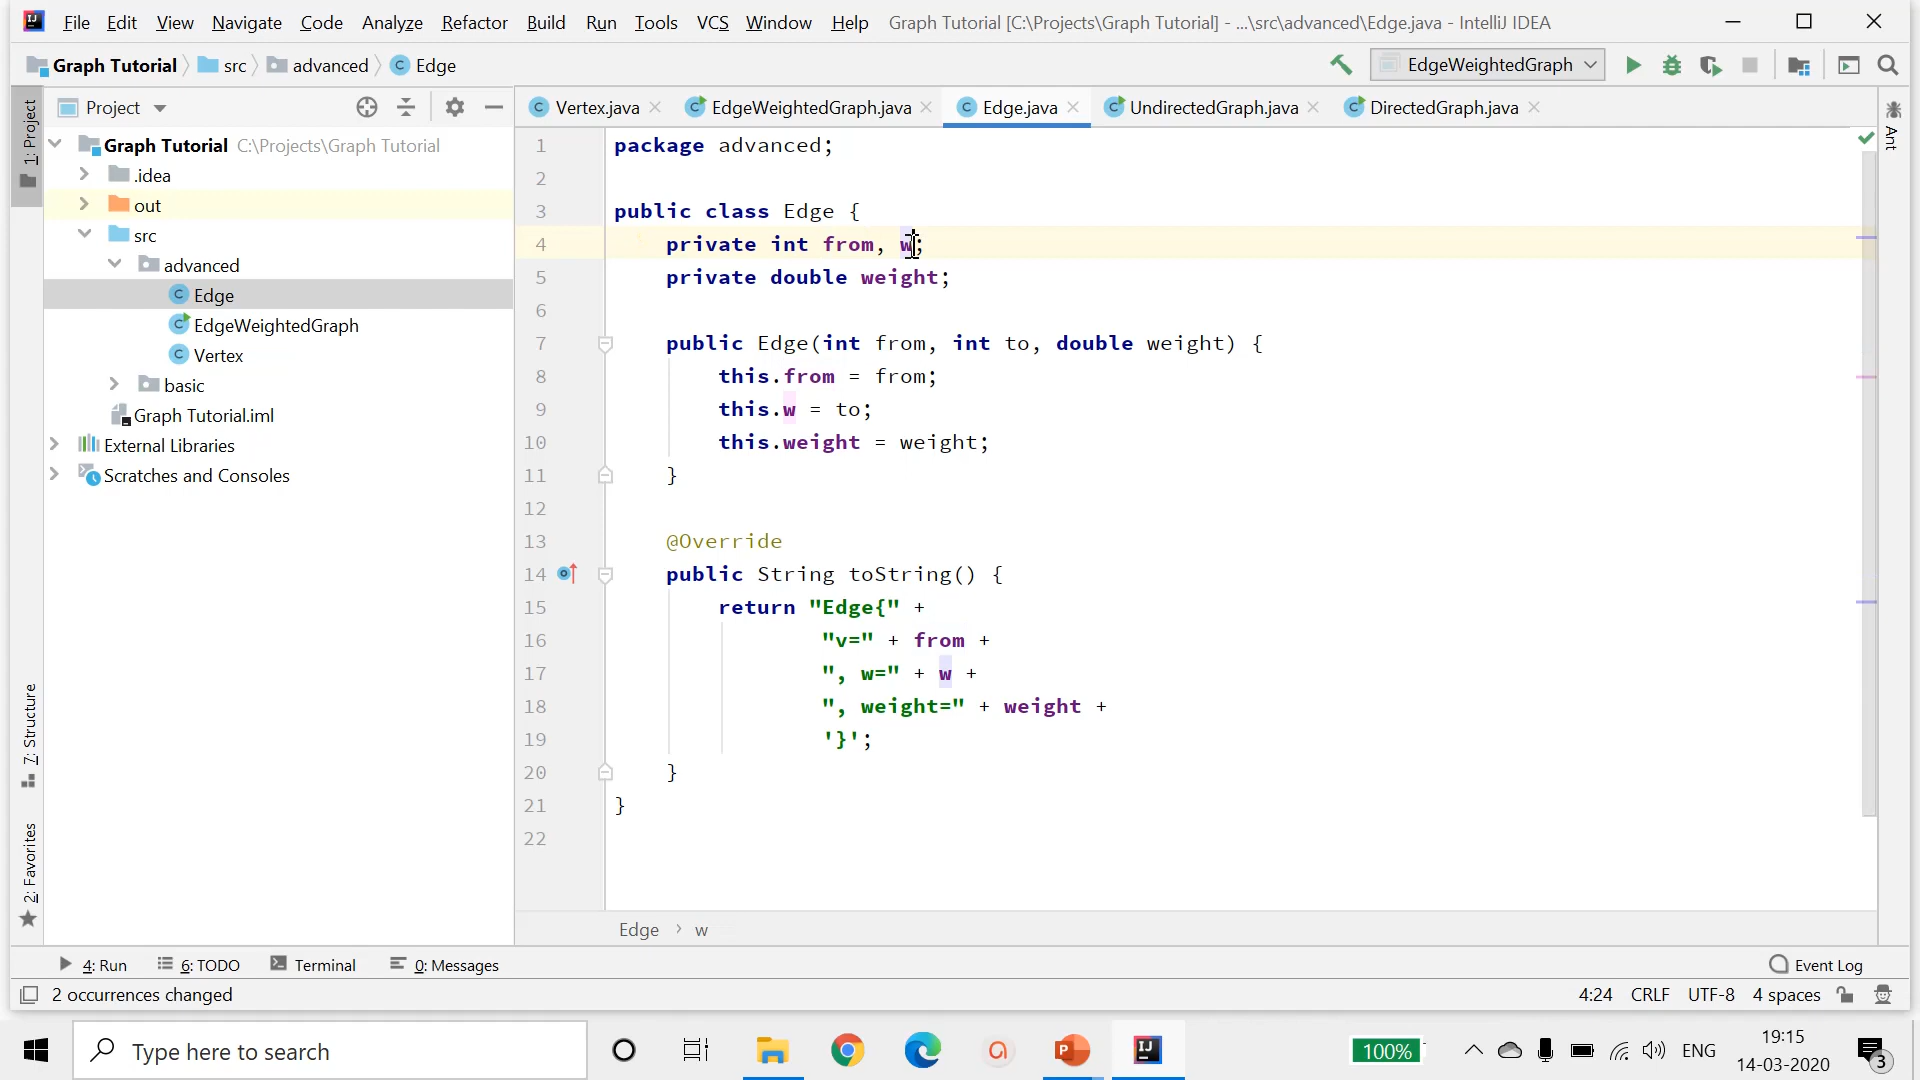 File Edit View Navigate Code Analyze Refactor Build Run Tools VCS Window Help Graph Tutorial [C:\Projects\Graph Tutorial] - ...\src\advanced\Edge.java - IntelliJ IDEA
Graph Tutorial src advanced Edge
EdgeWeightedGraph
Project
Vertex.java EdgeWeightedGraph.java Edge.java UndirectedGraph.java DirectedGraph.java
1: Project
7: Structure
2: Favorites
Graph Tutorial C:\Projects\Graph Tutorial
.idea
out
src
advanced
Edge
EdgeWeightedGraph
Vertex
basic
Graph Tutorial.iml
External Libraries
Scratches and Consoles
1 package advanced;
2
3 public class Edge {
4 private int from, w;
5 private double weight;
6
7 public Edge(int from, int to, double weight) {
8 this.from = from;
9 this.w = to;
10 this.weight = weight;
11 }
12
13 @Override
14 public String toString() {
15 return "Edge{" +
16 "v=" + from +
17 ", w=" + w +
18 ", weight=" + weight +
19 '}';
20 }
21 }
22
Ant
Edge › w
4: Run 6: TODO Terminal 0: Messages Event Log
2 occurrences changed 4:24 CRLF UTF-8 4 spaces
Type here to search
100%
ENG
19:15
14-03-2020
3